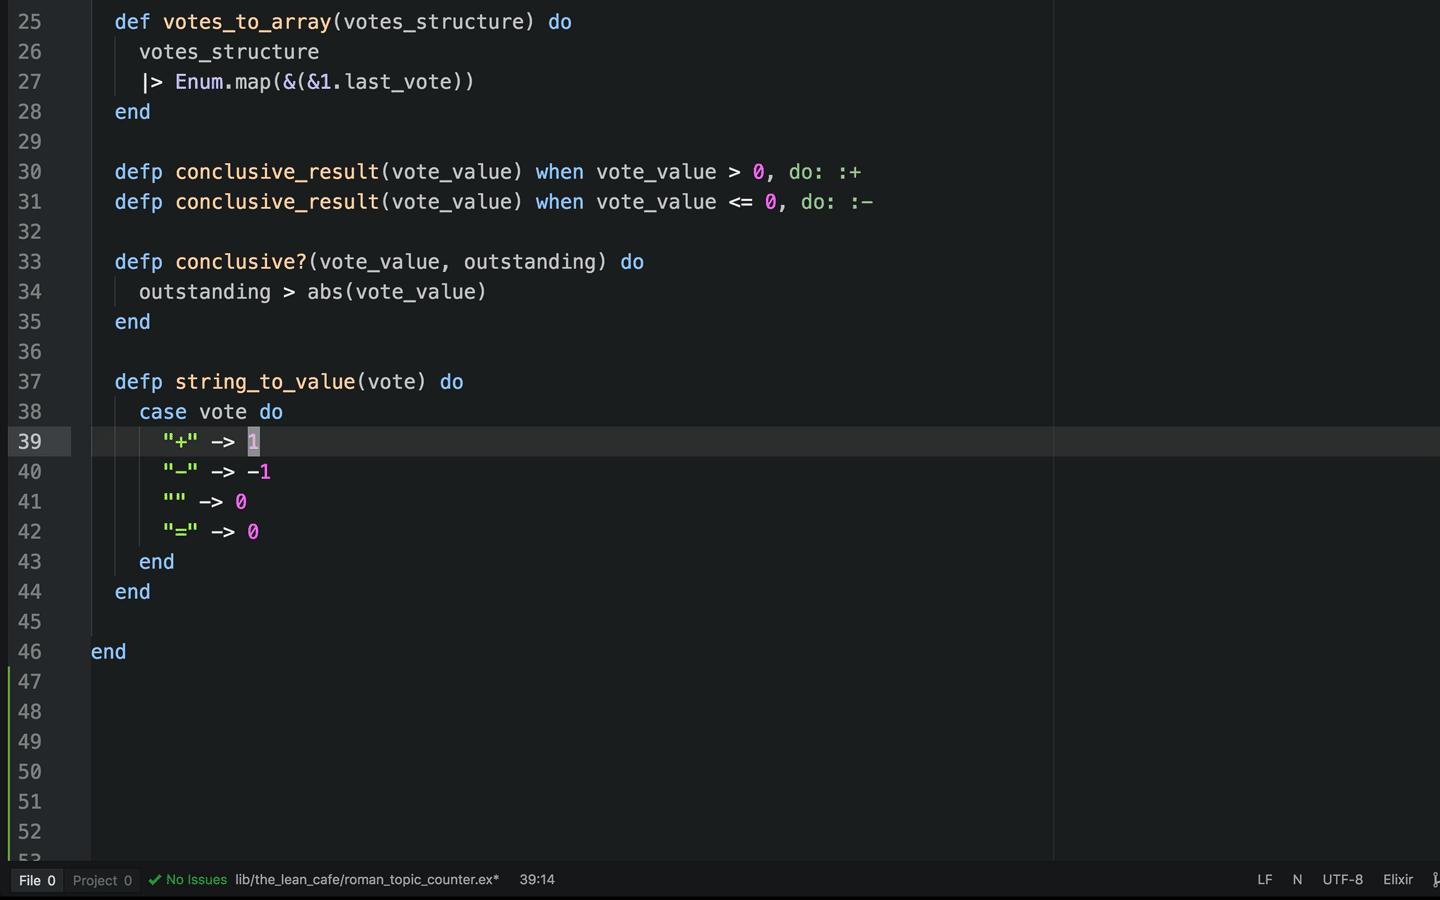 25 def votes_to_array(votes_structure) do
26 votes_structure
27 |> Enum.map(&(&1.last_vote))
28 end
29
30 defp conclusive_result(vote_value) when vote_value > 0, do: :+
31 defp conclusive_result(vote_value) when vote_value <= 0, do: :-
32
33 defp conclusive?(vote_value, outstanding) do
34 outstanding > abs(vote_value)
35 end
36
37 defp string_to_value(vote) do
38 case vote do
39 "+" -> 1
40 "-" -> -1
41 "" -> 0
42 "=" -> 0
43 end
44 end
45
46 end
47
48
49
50
51
52
53
File 0 Project 0 No Issues lib/the_lean_cafe/roman_topic_counter.ex* 39:14 LF N UTF-8 Elixir